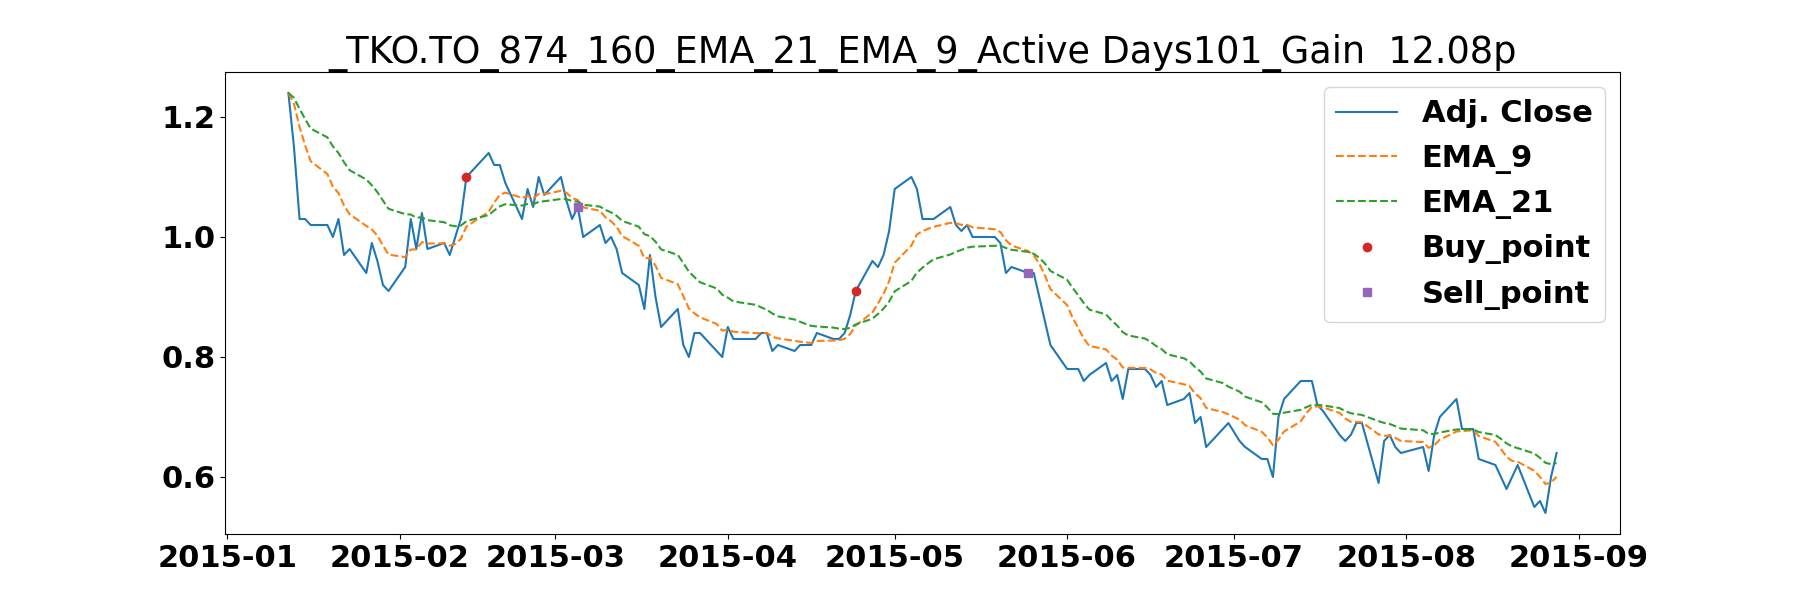 _TKO.TO_874_160_EMA_21_EMA_9_Active Days101_Gain  12.08p
1.2
1.0
0.8
0.6
Adj. Close
EMA_9
EMA_21
Buy_point
Sell_point
2015-01 2015-02 2015-03 2015-04 2015-05 2015-06 2015-07 2015-08 2015-09